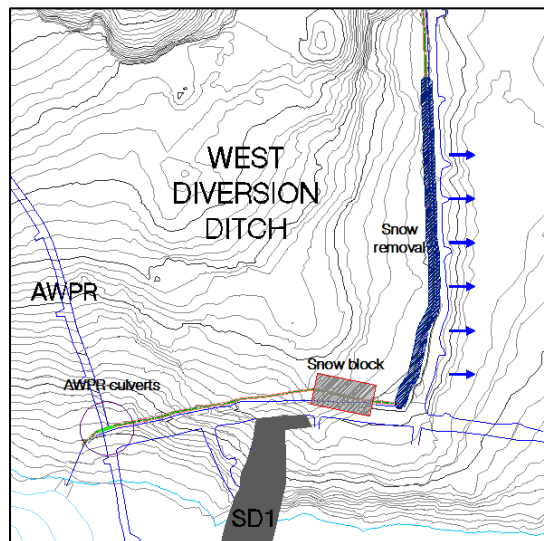 WEST
DIVERSION
DITCH
Snow
removal
AWPR
Snow block
AWPR culverts
SD1